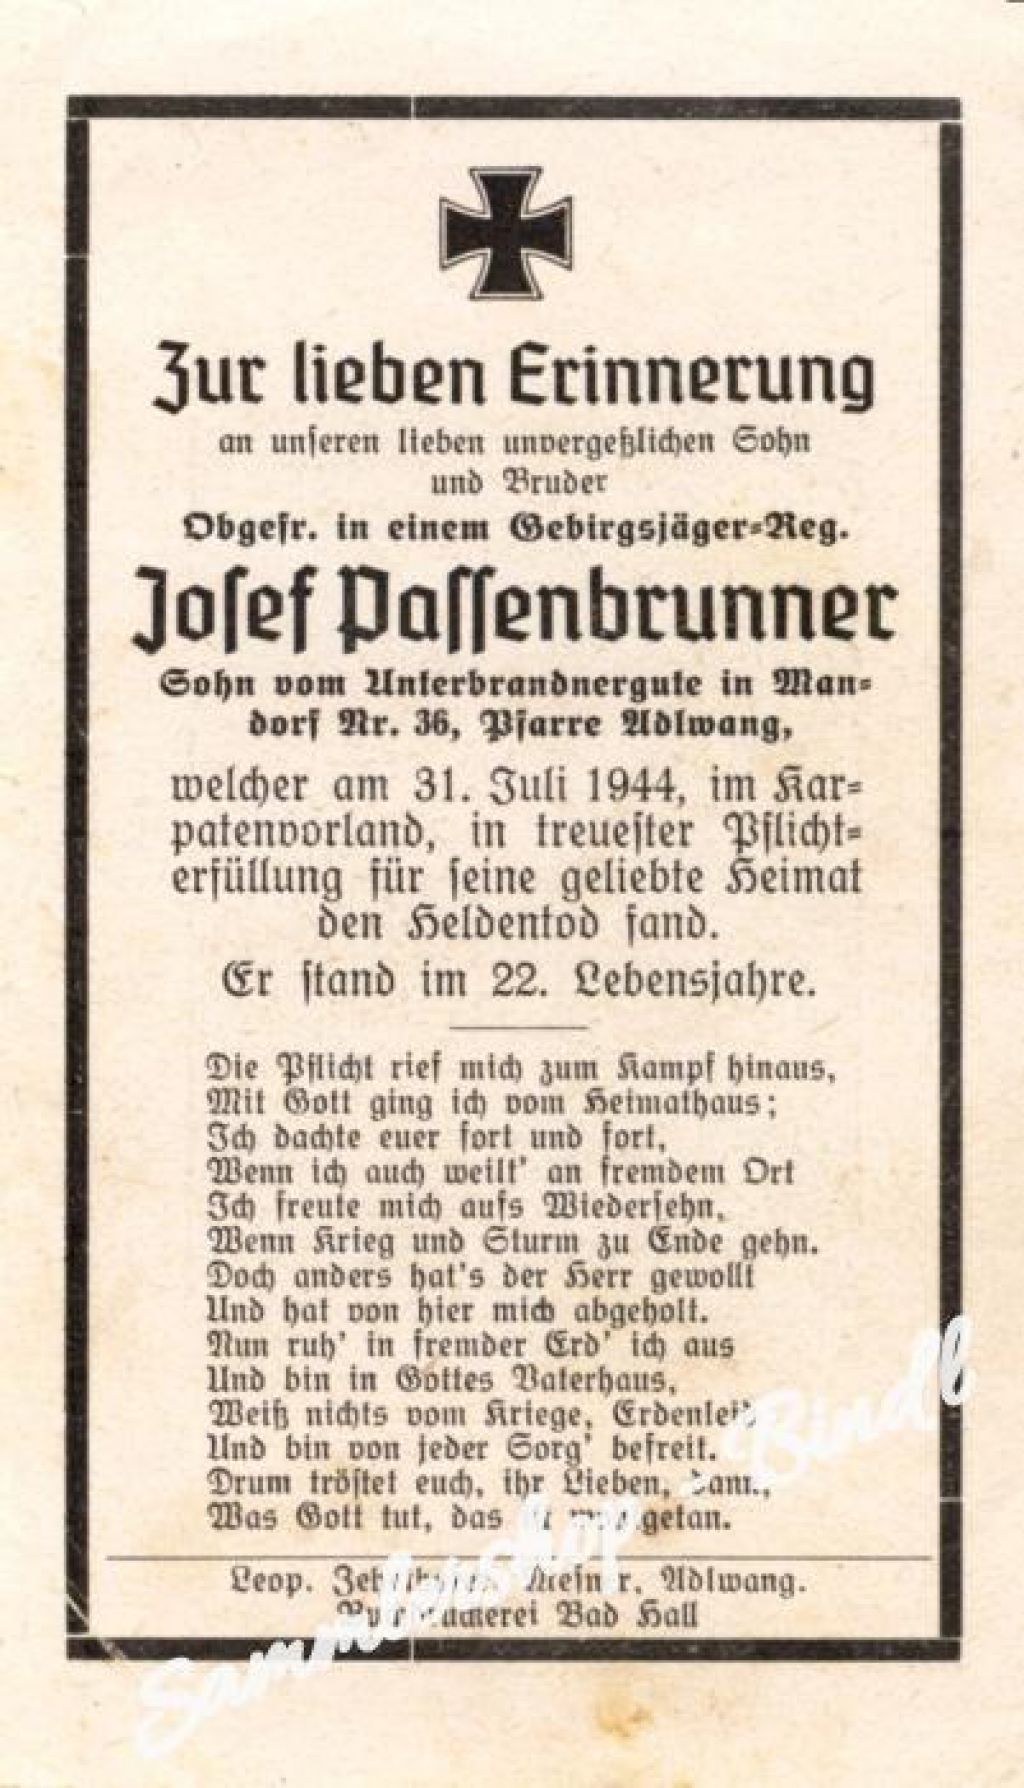 Zur lieben Erinnerung
an unseren lieben unvergeßlichen Sohn
und Bruder
Obgefr. in einem Gebirgsjäger-Reg.
Josef Passenbrunner
Sohn vom Unterbrandnergute in Man-
dorf Nr. 36, Pfarre Adlwang,
welcher am 31. Juli 1944, im Kar-
patenvorland, in treuester Pflicht-
erfüllung für seine geliebte Heimat
den Heldentod fand.
Er stand im 22. Lebensjahre.
Die Pflicht rief mich zum Kampf hinaus,
Mit Gott ging ich vom Heimathaus;
Ich dachte euer fort und fort,
Wenn ich auch weilt' an fremdem Ort
Ich freute mich aufs Wiedersehn,
Wenn Krieg und Sturm zu Ende gehn.
Doch anders hat's der Herr gewollt
Und hat von hier mich abgeholt.
Nun ruh' in fremder Erd' ich aus
Und bin in Gottes Vaterhaus,
Weiß nichts vom Kriege, Erdenleid
Und bin von jeder Sorg' befreit.
Drum tröstet euch, ihr Lieben, dann,
Was Gott tut, das ist wohlgetan.
Leop. Mesner, Adlwang.
Bad Hall
Sammlershop - Bindl